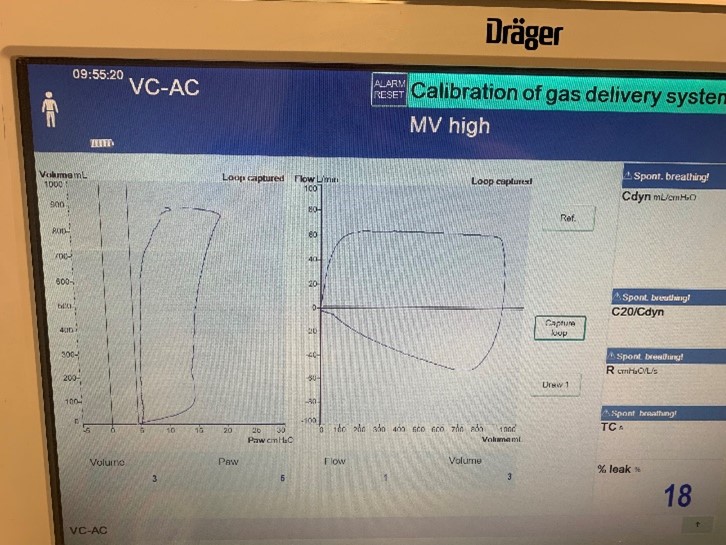 Dräger
09:55:20
VC-AC
ALARM
RESET
Calibration of gas delivery system
MV high
Volume mL
Loop captured
Flow L/min
Loop captured
1000
900
800
700
600
500
400
300
200
100
0
-5
0
5
10
15
20
25
30
Paw cmH₂O
100
80
60
40
20
0
-20
-40
-60
-80
-100
0
100
200
300
400
500
600
700
800
1000
Volume mL
Ref.
Capture
loop
Draw 1
Spont. breathing!
Cdyn mL/cmH₂O
Spont. breathing!
C20/Cdyn
Spont. breathing!
R cmH₂O/L/s
Spont. breathing!
TC s
% leak %
18
Volume
Paw
Flow
Volume
3
5
1
3
VC-AC